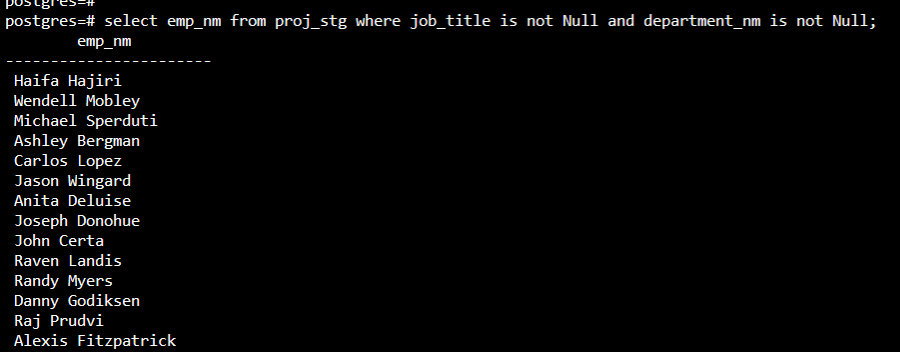 postgres=#
postgres=# select emp_nm from proj_stg where job_title is not Null and department_nm is not Null;
emp_nm
-----------------------
Haifa Hajiri
Wendell Mobley
Michael Sperduti
Ashley Bergman
Carlos Lopez
Jason Wingard
Anita Deluise
Joseph Donohue
John Certa
Raven Landis
Randy Myers
Danny Godiksen
Raj Prudvi
Alexis Fitzpatrick